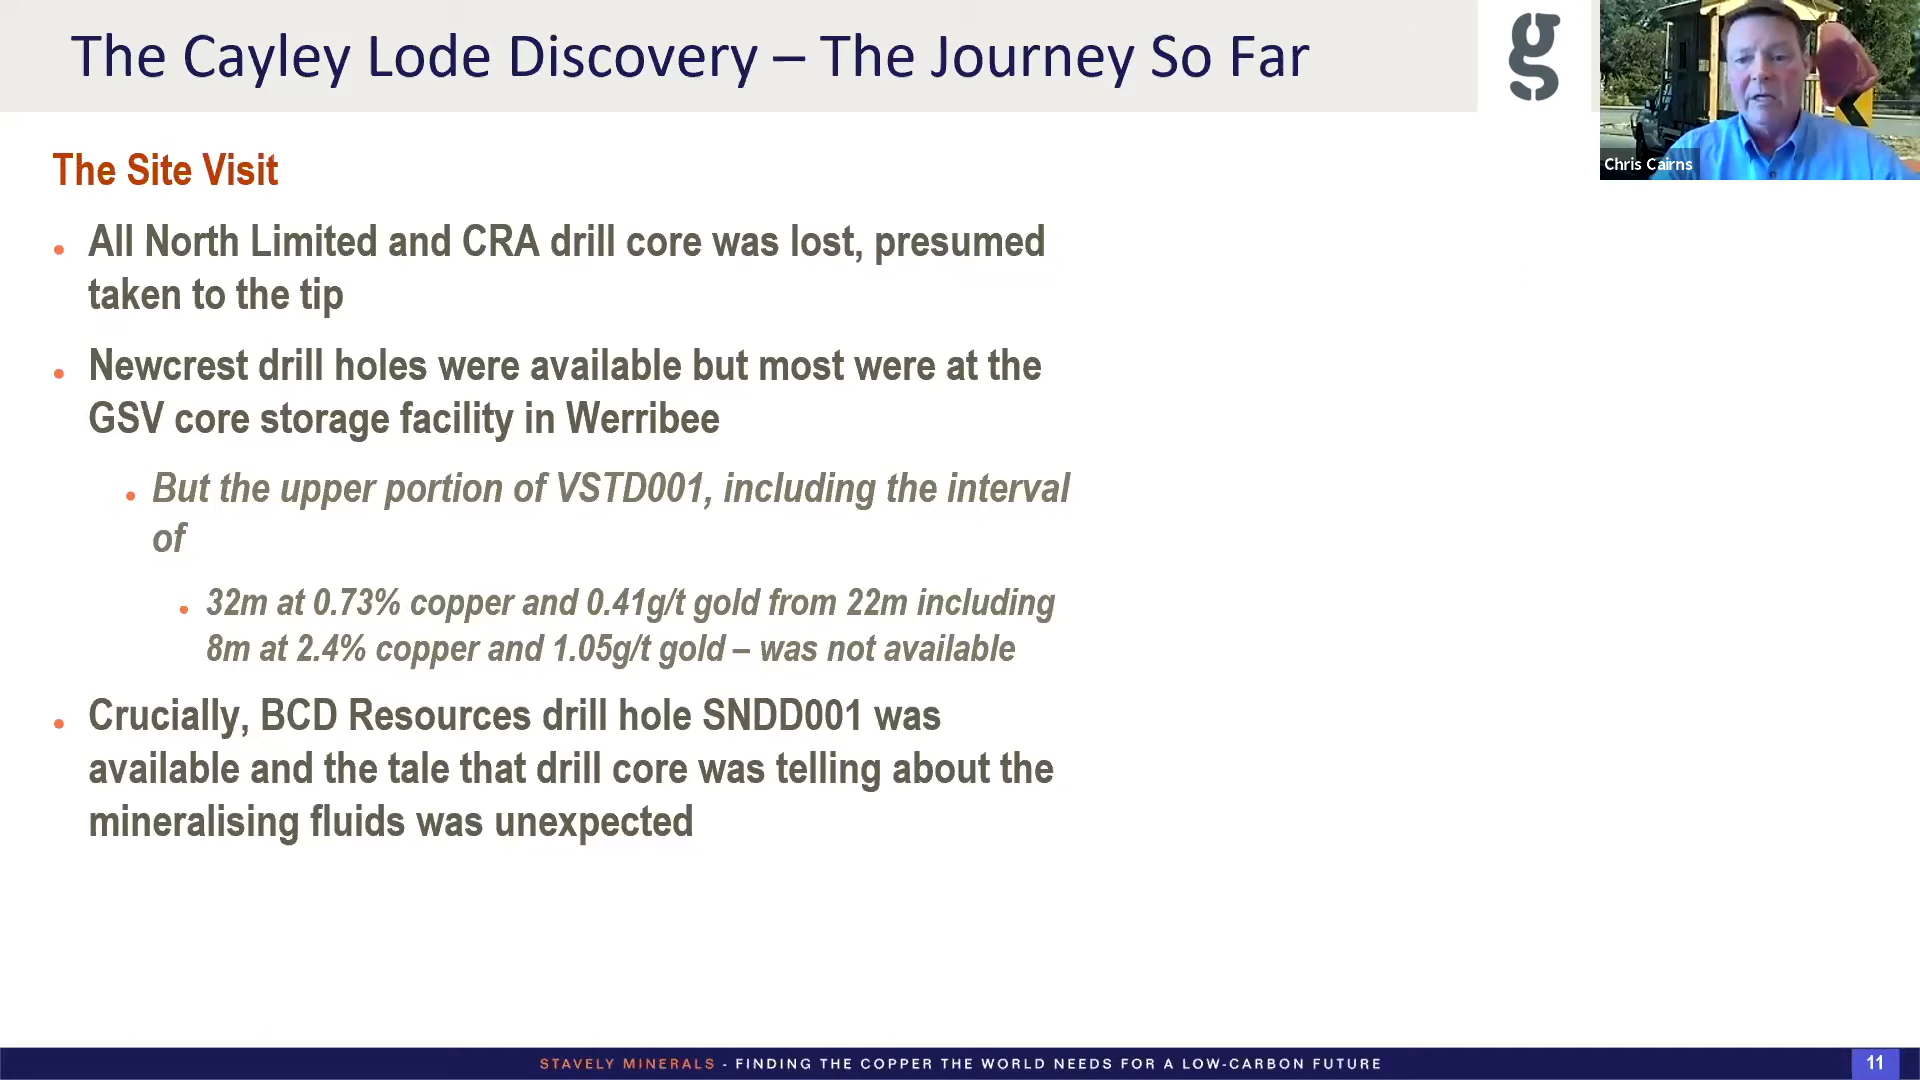 The Cayley Lode Discovery – The Journey So Far
g
Chris Cairns
The Site Visit
• All North Limited and CRA drill core was lost, presumed
taken to the tip
• Newcrest drill holes were available but most were at the
GSV core storage facility in Werribee
• But the upper portion of VSTD001, including the interval
of
• 32m at 0.73% copper and 0.41g/t gold from 22m including
8m at 2.4% copper and 1.05g/t gold – was not available
• Crucially, BCD Resources drill hole SNDD001 was
available and the tale that drill core was telling about the
mineralising fluids was unexpected
STAVELY MINERALS - FINDING THE COPPER THE WORLD NEEDS FOR A LOW-CARBON FUTURE
11